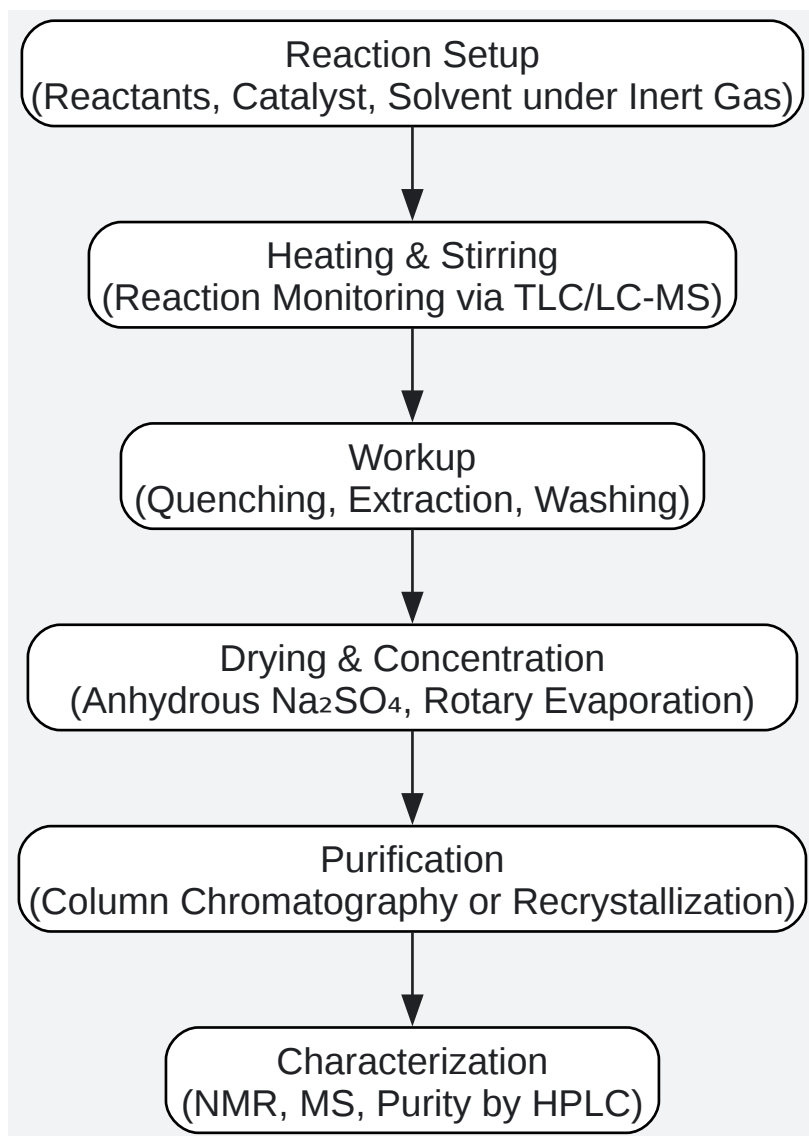 Reaction Setup
(Reactants, Catalyst, Solvent under Inert Gas)
Heating & Stirring
(Reaction Monitoring via TLC/LC-MS)
Workup
(Quenching, Extraction, Washing)
Drying & Concentration
(Anhydrous Na₂SO₄, Rotary Evaporation)
Purification
(Column Chromatography or Recrystallization)
Characterization
(NMR, MS, Purity by HPLC)